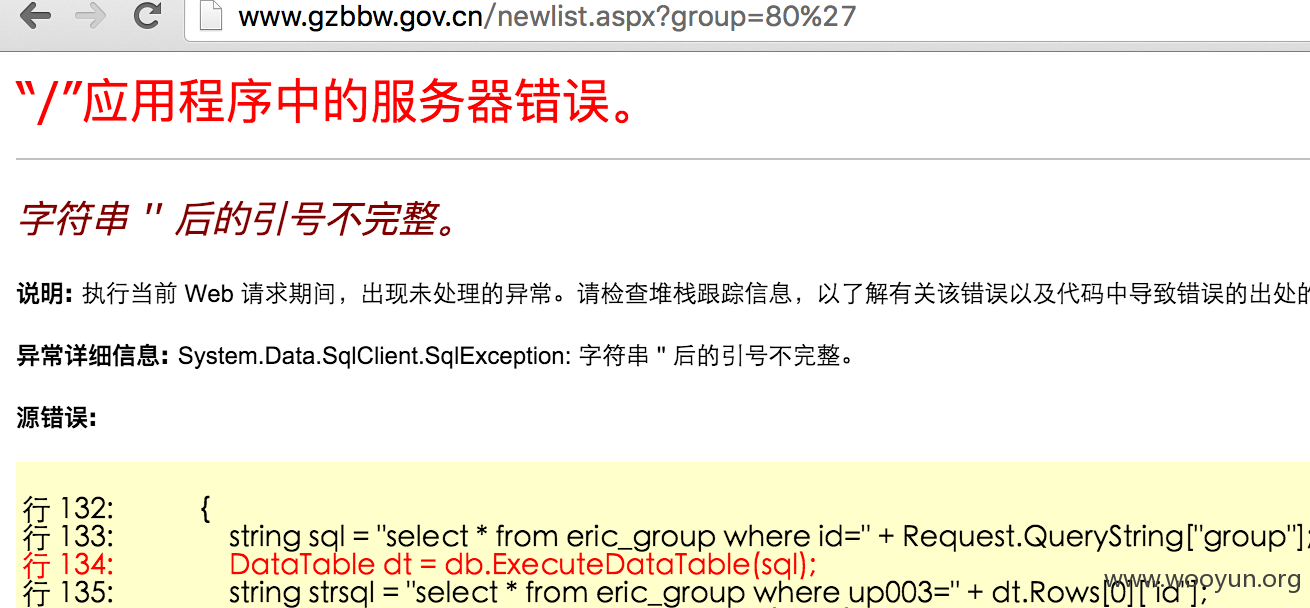 www.gzbbw.gov.cn/newlist.aspx?group=80%27
“/”应用程序中的服务器错误。
字符串 '' 后的引号不完整。
说明: 执行当前 Web 请求期间，出现未处理的异常。请检查堆栈跟踪信息，以了解有关该错误以及代码中导致错误的出处的
异常详细信息: System.Data.SqlClient.SqlException: 字符串 '' 后的引号不完整。
源错误:
行 132: {
行 133: string sql = "select * from eric_group where id=" + Request.QueryString["group"];
行 134: DataTable dt = db.ExecuteDataTable(sql);
行 135: string strsql = "select * from eric_group where up003=" + dt.Rows[0]["id"];
www.wooyun.org